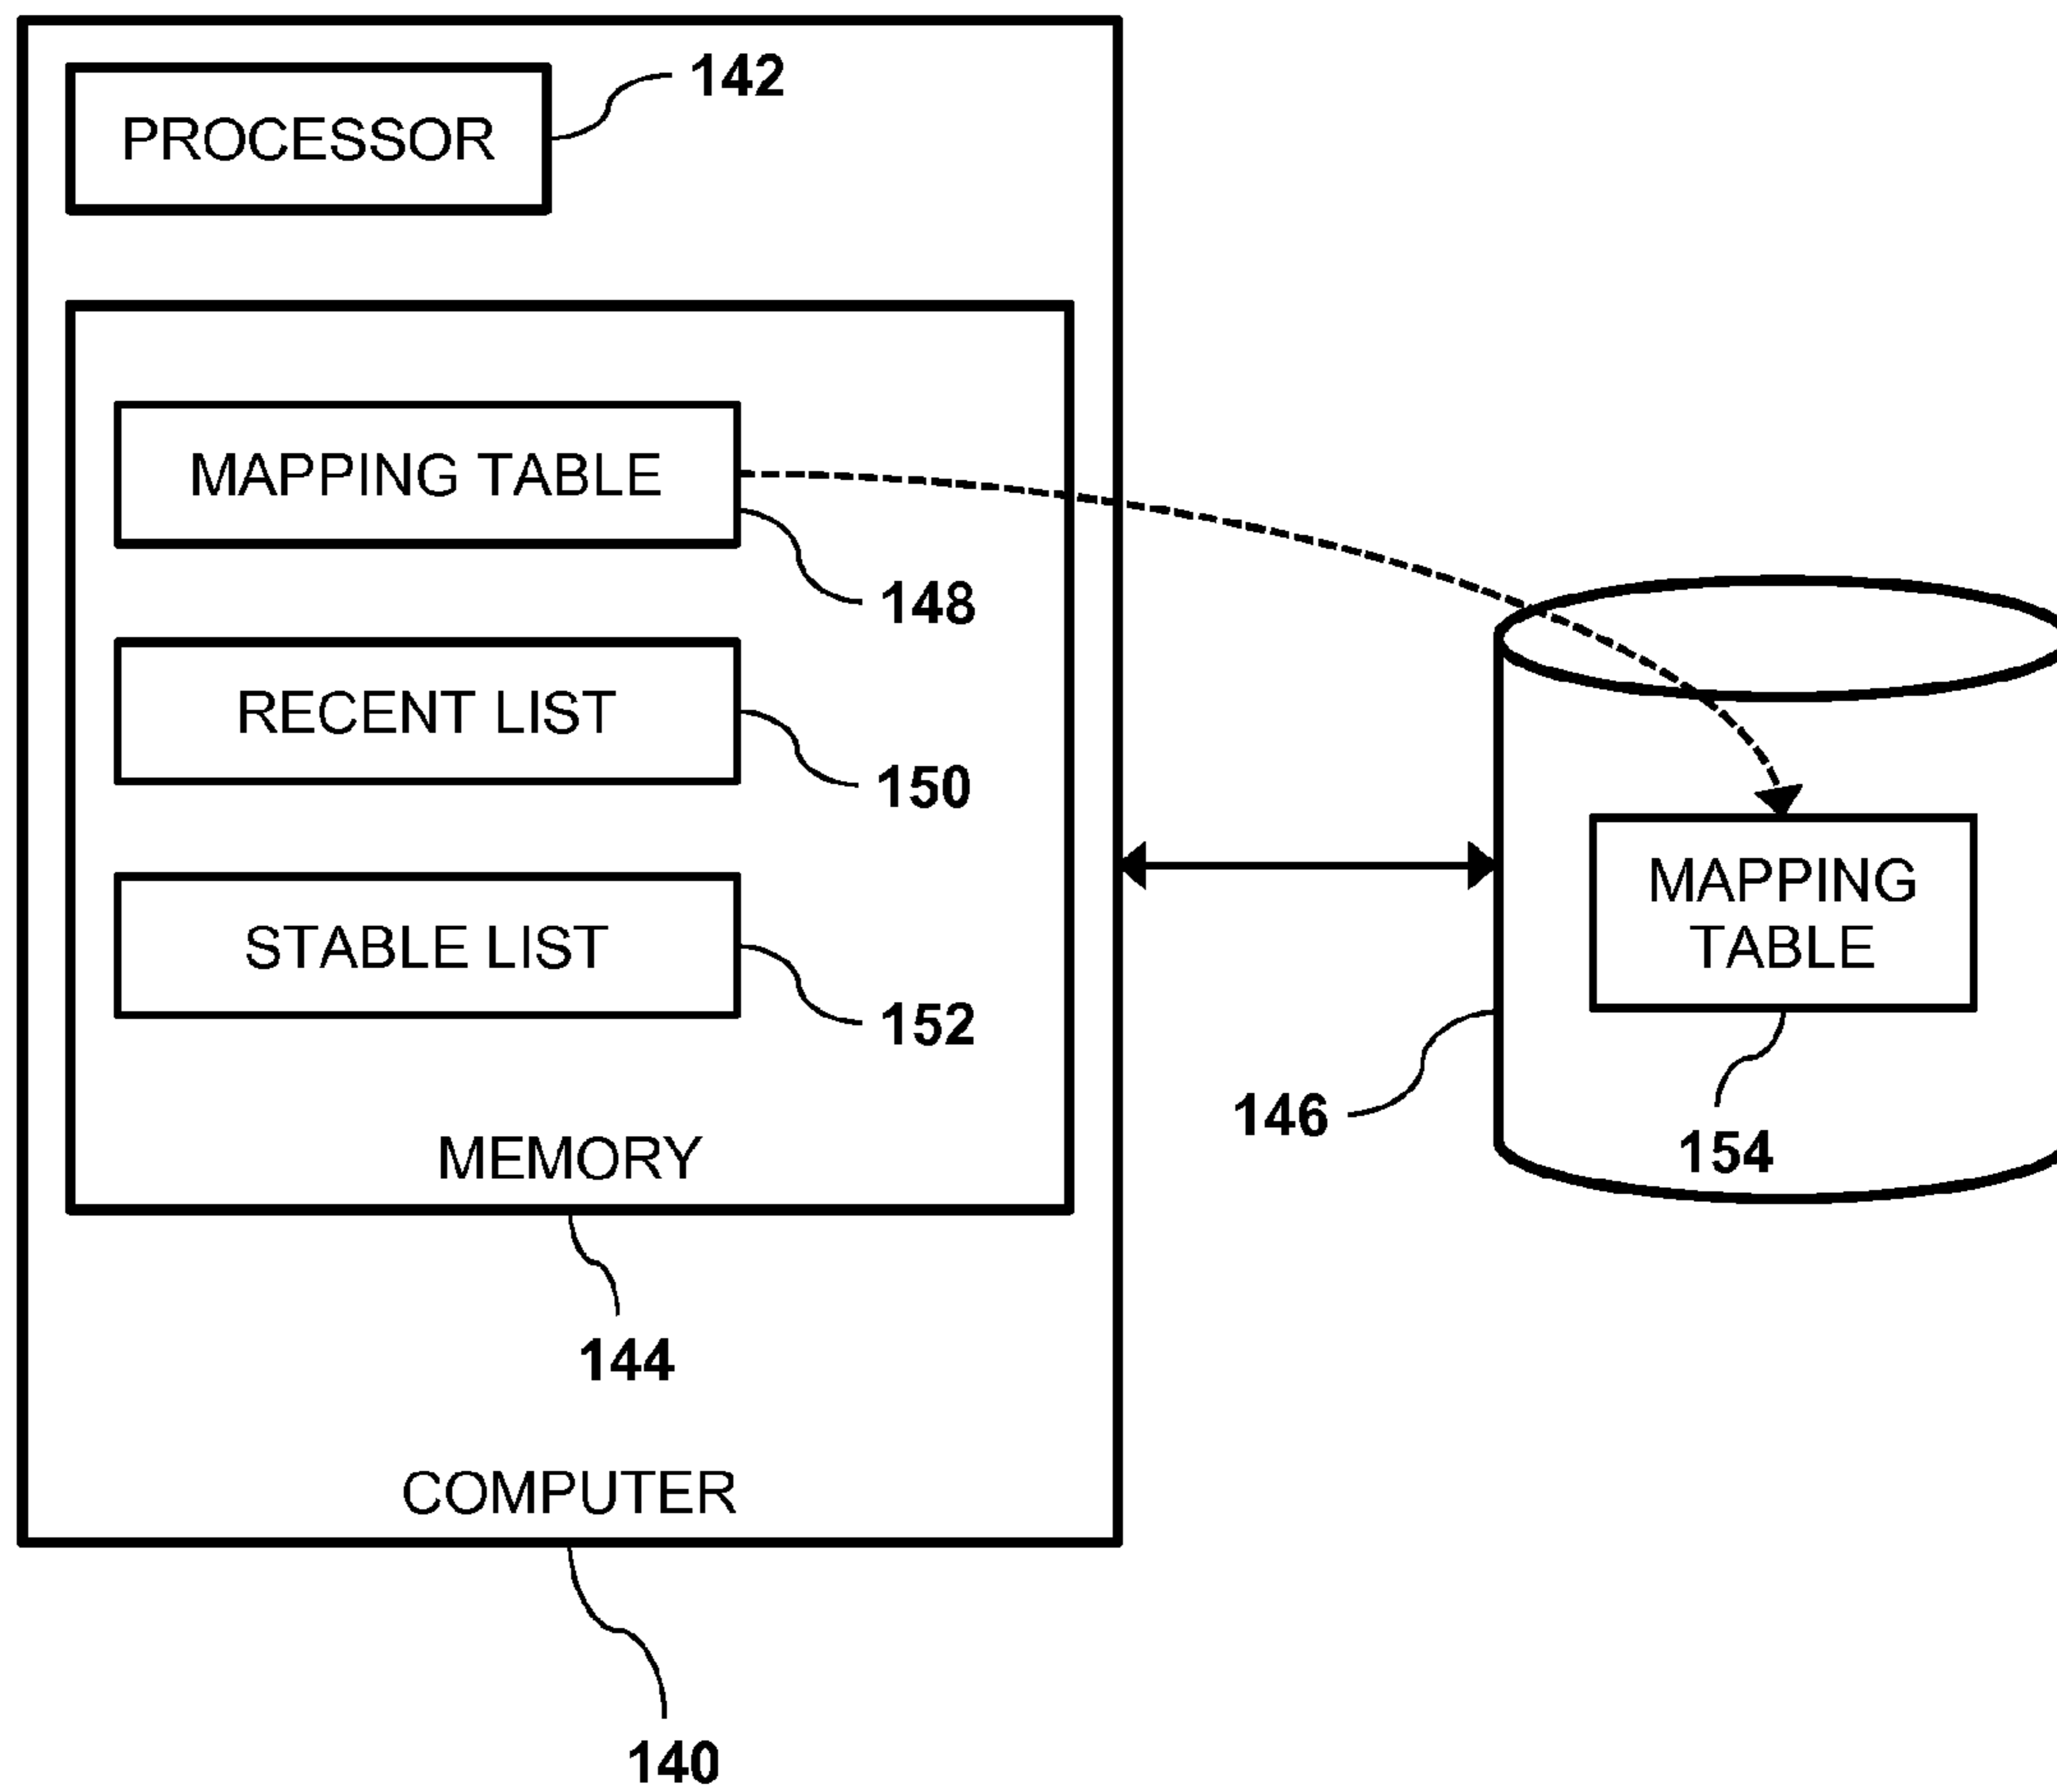 142
PROCESSOR
MAPPING TABLE
148
RECENT LIST
150
STABLE LIST
152
MEMORY
144
COMPUTER
140
MAPPING
TABLE
146
154